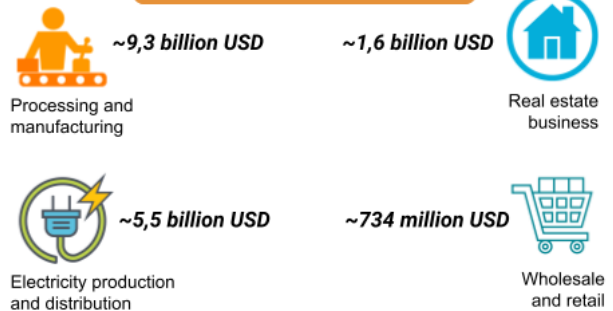 ~9,3 billion USD
~1,6 billion USD
Processing and
manufacturing
Real estate
business
~5,5 billion USD
~734 million USD
Electricity production
and distribution
Wholesale
and retail